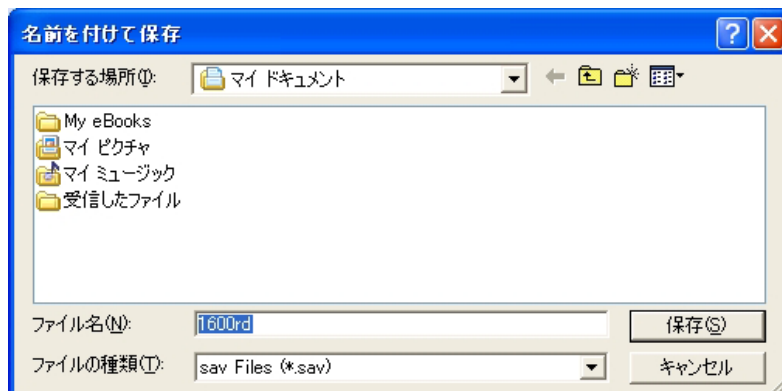 名前を付けて保存
保存する場所(I):
マイ ドキュメント
My eBooks
マイ ピクチャ
マイ ミュージック
受信したファイル
ファイル名(N):
1600rd
保存(S)
ファイルの種類(T):
sav Files (*.sav)
キャンセル